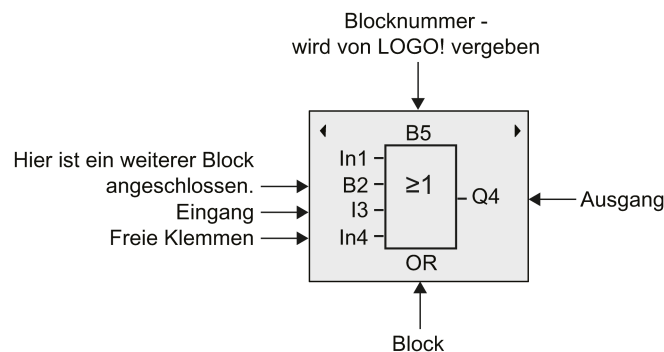 Blocknummer -
wird von LOGO! vergeben
B5
Hier ist ein weiterer Block
angeschlossen.
Eingang
Freie Klemmen
In1
B2
I3
In4
≥1
Q4
Ausgang
OR
Block